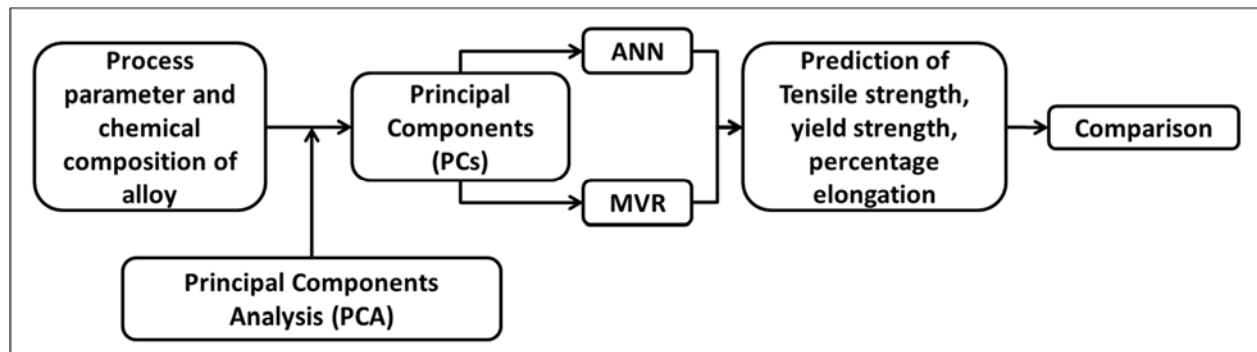 Process
parameter and
chemical
composition of
alloy
Principal Components
Analysis (PCA)
Principal
Components
(PCs)
ANN
MVR
Prediction of
Tensile strength,
yield strength,
percentage
elongation
Comparison